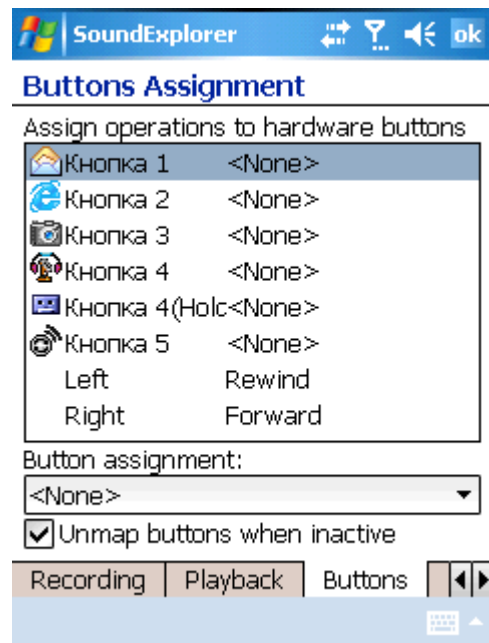 SoundExplorer ok
Buttons Assignment
Assign operations to hardware buttons
Кнопка 1 <None>
Кнопка 2 <None>
Кнопка 3 <None>
Кнопка 4 <None>
Кнопка 4(Holc <None>
Кнопка 5 <None>
Left Rewind
Right Forward
Button assignment:
<None>
Unmap buttons when inactive
Recording Playback Buttons